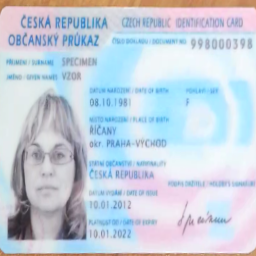 ČESKÁ REPUBLIKA CZECH REPUBLIC IDENTIFICATION CARD
OBČANSKÝ PRŮKAZ ČÍSLO DOKLADU / DOCUMENT NO. 998000398
PŘÍJMENÍ / SURNAME SPECIMEN
JMÉNO / GIVEN NAMES VZOR
DATUM NAROZENÍ / DATE OF BIRTH POHLAVÍ / SEX
08.10.1981 F
MÍSTO NAROZENÍ / PLACE OF BIRTH
ŘÍČANY
okr. PRAHA-VÝCHOD
STÁTNÍ OBČANSTVÍ / NATIONALITY
ČESKÁ REPUBLIKA PODPIS DRŽITELE / HOLDER'S SIGNATURE
DATUM VYDÁNÍ / DATE OF ISSUE
10.01.2012
PLATNOST DO / DATE OF EXPIRY
10.01.2022 Specimen